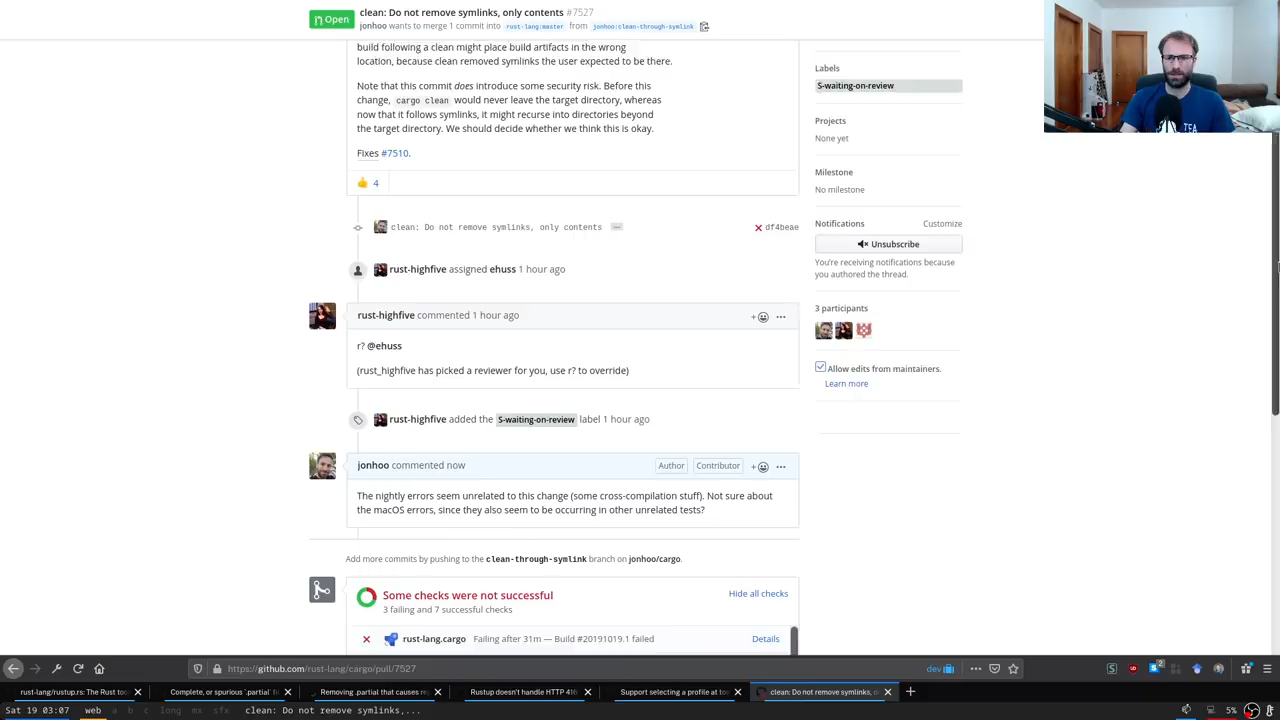 Open
clean: Do not remove symlinks, only contents #7527
jonhoo wants to merge 1 commit into rust-lang:master from jonhoo:clean-through-symlink
build following a clean might place build artifacts in the wrong
location, because clean removed symlinks the user expected to be there.
Note that this commit does introduce some security risk. Before this
change, cargo clean would never leave the target directory, whereas
now that it follows symlinks, it might recurse into directories beyond
the target directory. We should decide whether we think this is okay.
Fixes #7510.
4
clean: Do not remove symlinks, only contents
df4beae
rust-highfive assigned ehuss 1 hour ago
rust-highfive commented 1 hour ago
r? @ehuss
(rust_highfive has picked a reviewer for you, use r? to override)
rust-highfive added the S-waiting-on-review label 1 hour ago
jonhoo commented now
Author
Contributor
The nightly errors seem unrelated to this change (some cross-compilation stuff). Not sure about
the macOS errors, since they also seem to be occurring in other unrelated tests?
Add more commits by pushing to the clean-through-symlink branch on jonhoo/cargo.
Some checks were not successful
Hide all checks
3 failing and 7 successful checks
rust-lang.cargo Failing after 31m — Build #20191019.1 failed
Details
Labels
S-waiting-on-review
Projects
None yet
Milestone
No milestone
Notifications
Customize
Unsubscribe
You're receiving notifications because
you authored the thread.
3 participants
Allow edits from maintainers.
Learn more
TEA
https://github.com/rust-lang/cargo/pull/7527
dev
rust-lang/rustup.rs: The Rust too
Complete, or spurious `.partial` f
Removing .partial that causes re
Rustup doesn't handle HTTP 416
Support selecting a profile at to
clean: Do not remove symlinks, o
Sat 19 03:07
web
a
b
c
long
mx
sfx
clean: Do not remove symlinks,...
5%